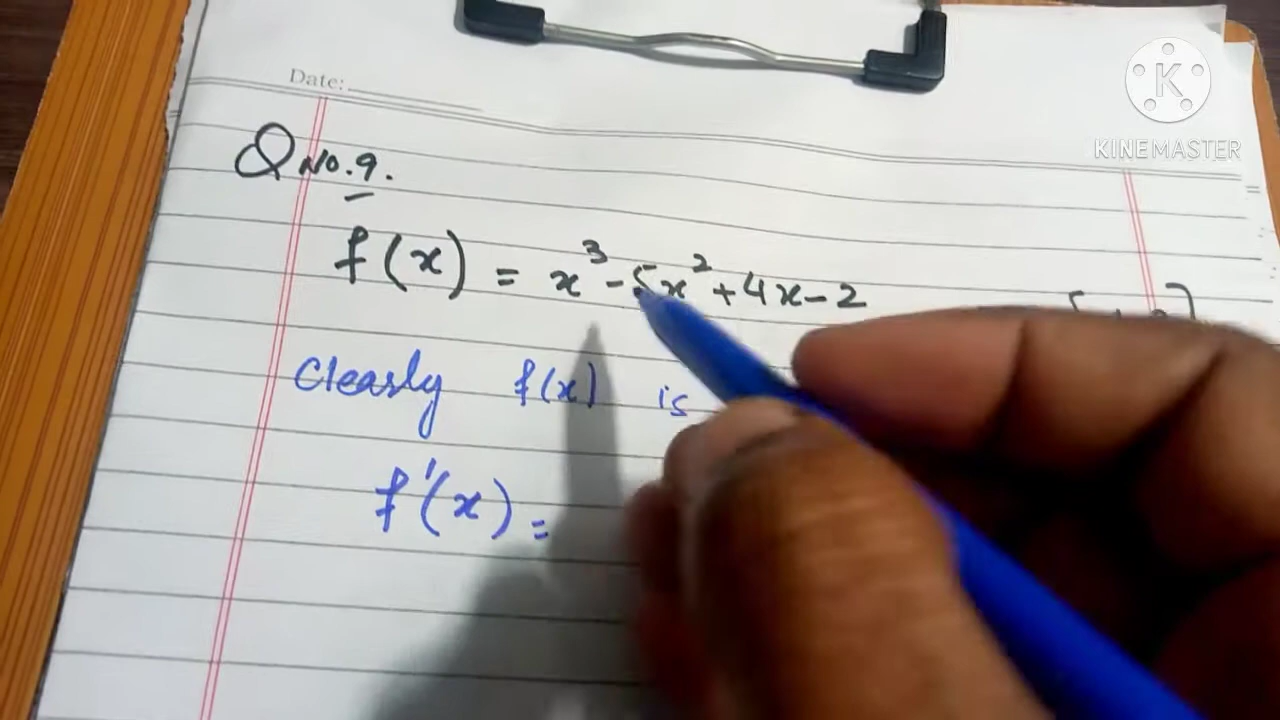 Date:
KINEMASTER
Q NO.9.
f(x) = x³-5x²+4x-2
Clearly f(x) is
f'(x) =